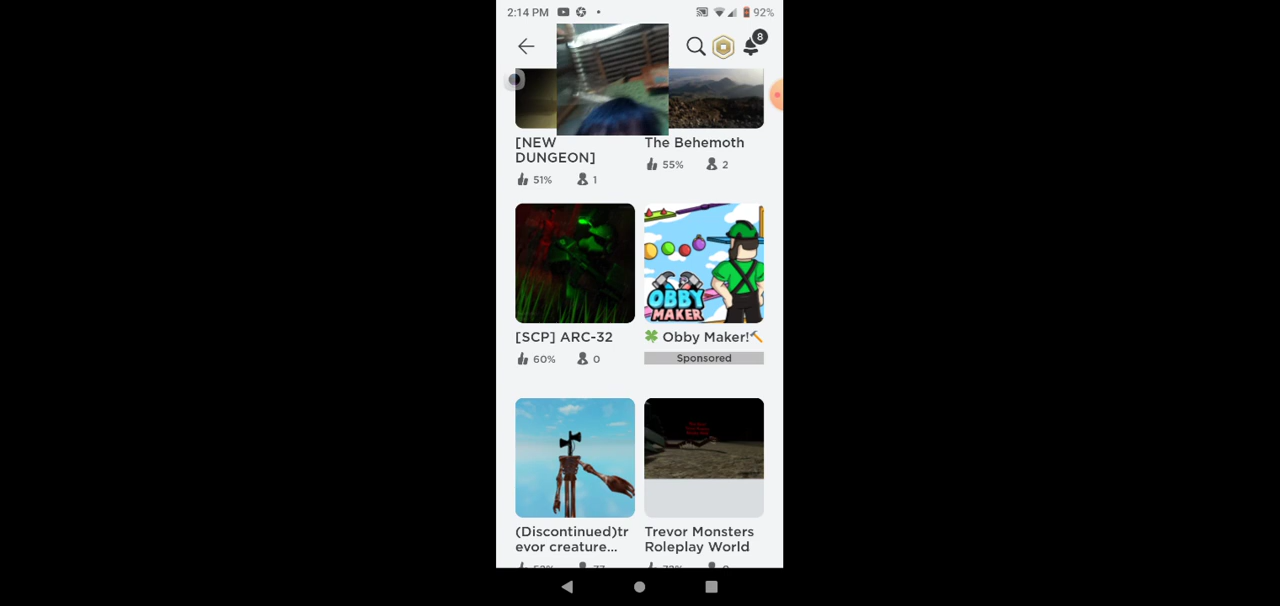 2:14 PM
92%
8
[NEW
DUNGEON]
51%
1
The Behemoth
55%
2
OBBY
MAKER
[SCP] ARC-32
60%
0
🍀 Obby Maker!🔨
Sponsored
(Discontinued)tr
evor creature...
Trevor Monsters
Roleplay World